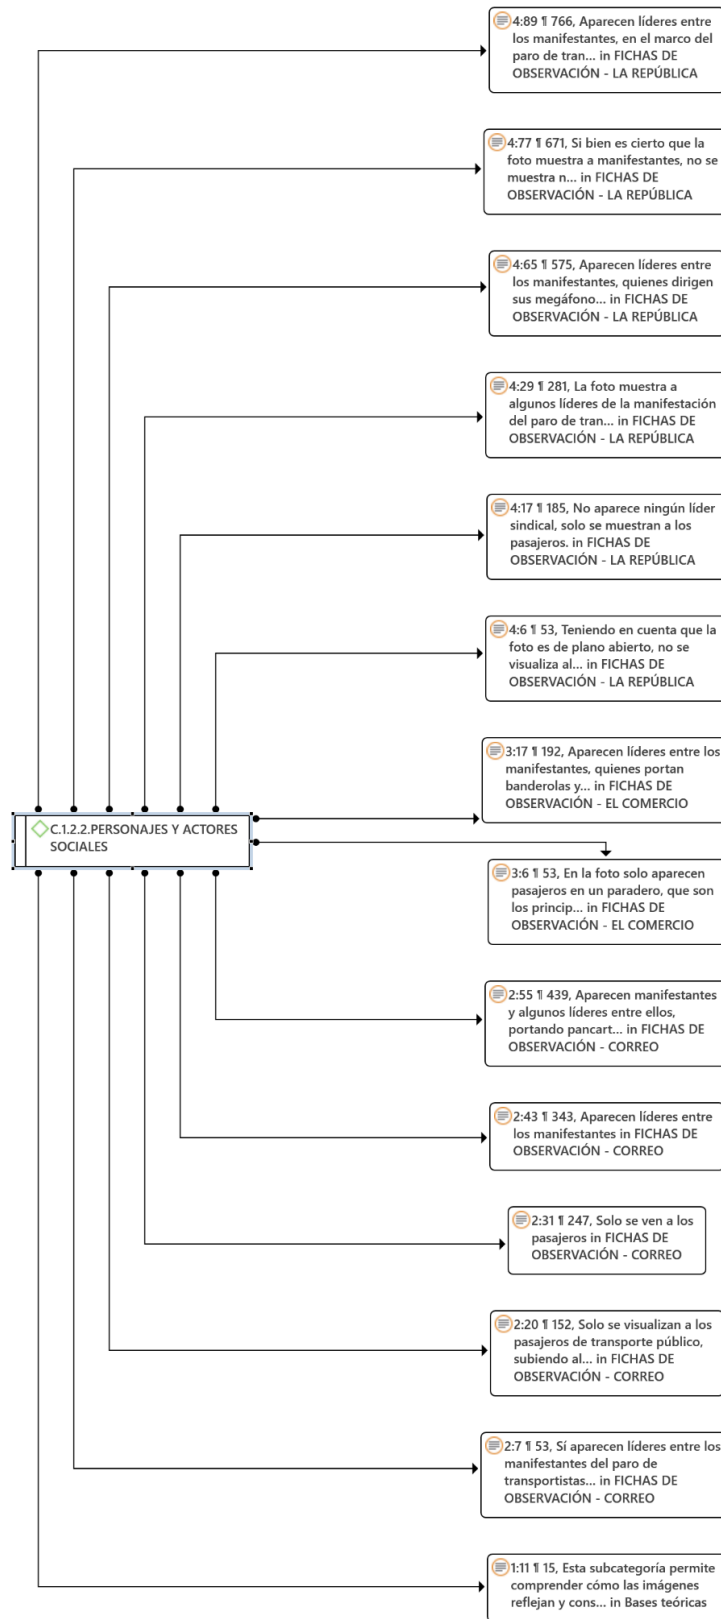 4:89 ¶ 766, Aparecen líderes entre
los manifestantes, en el marco del
paro de tran... in FICHAS DE
OBSERVACIÓN - LA REPÚBLICA
4:77 ¶ 671, Si bien es cierto que la
foto muestra a manifestantes, no se
muestra n... in FICHAS DE
OBSERVACIÓN - LA REPÚBLICA
4:65 ¶ 575, Aparecen líderes entre
los manifestantes, quienes dirigen
sus megáfono... in FICHAS DE
OBSERVACIÓN - LA REPÚBLICA
4:29 ¶ 281, La foto muestra a
algunos líderes de la manifestación
del paro de tran... in FICHAS DE
OBSERVACIÓN - LA REPÚBLICA
4:17 ¶ 185, No aparece ningún líder
sindical, solo se muestran a los
pasajeros. in FICHAS DE
OBSERVACIÓN - LA REPÚBLICA
4:6 ¶ 53, Teniendo en cuenta que la
foto es de plano abierto, no se
visualiza al... in FICHAS DE
OBSERVACIÓN - LA REPÚBLICA
3:17 ¶ 192, Aparecen líderes entre los
manifestantes, quienes portan
banderolas y... in FICHAS DE
OBSERVACIÓN - EL COMERCIO
C.1.2.2.PERSONAJES Y ACTORES
SOCIALES
3:6 ¶ 53, En la foto solo aparecen
pasajeros en un paradero, que son
los princip... in FICHAS DE
OBSERVACIÓN - EL COMERCIO
2:55 ¶ 439, Aparecen manifestantes
y algunos líderes entre ellos,
portando pancart... in FICHAS DE
OBSERVACIÓN - CORREO
2:43 ¶ 343, Aparecen líderes entre
los manifestantes in FICHAS DE
OBSERVACIÓN - CORREO
2:31 ¶ 247, Solo se ven a los
pasajeros in FICHAS DE
OBSERVACIÓN - CORREO
2:20 ¶ 152, Solo se visualizan a los
pasajeros de transporte público,
subiendo al... in FICHAS DE
OBSERVACIÓN - CORREO
2:7 ¶ 53, Sí aparecen líderes entre los
manifestantes del paro de
transportistas... in FICHAS DE
OBSERVACIÓN - CORREO
1:11 ¶ 15, Esta subcategoría permite
comprender cómo las imágenes
reflejan y cons... in Bases teóricas